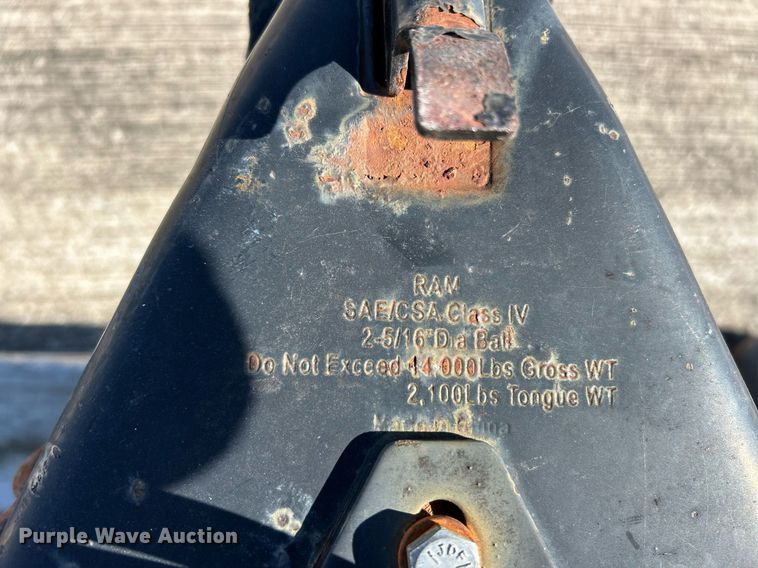 RAM
SAE/CSA Class IV
2-5/16" Dia Ball
Do Not Exceed 14,000Lbs Gross WT
2,100Lbs Tongue WT
Made in China
JDF
Purple Wave Auction